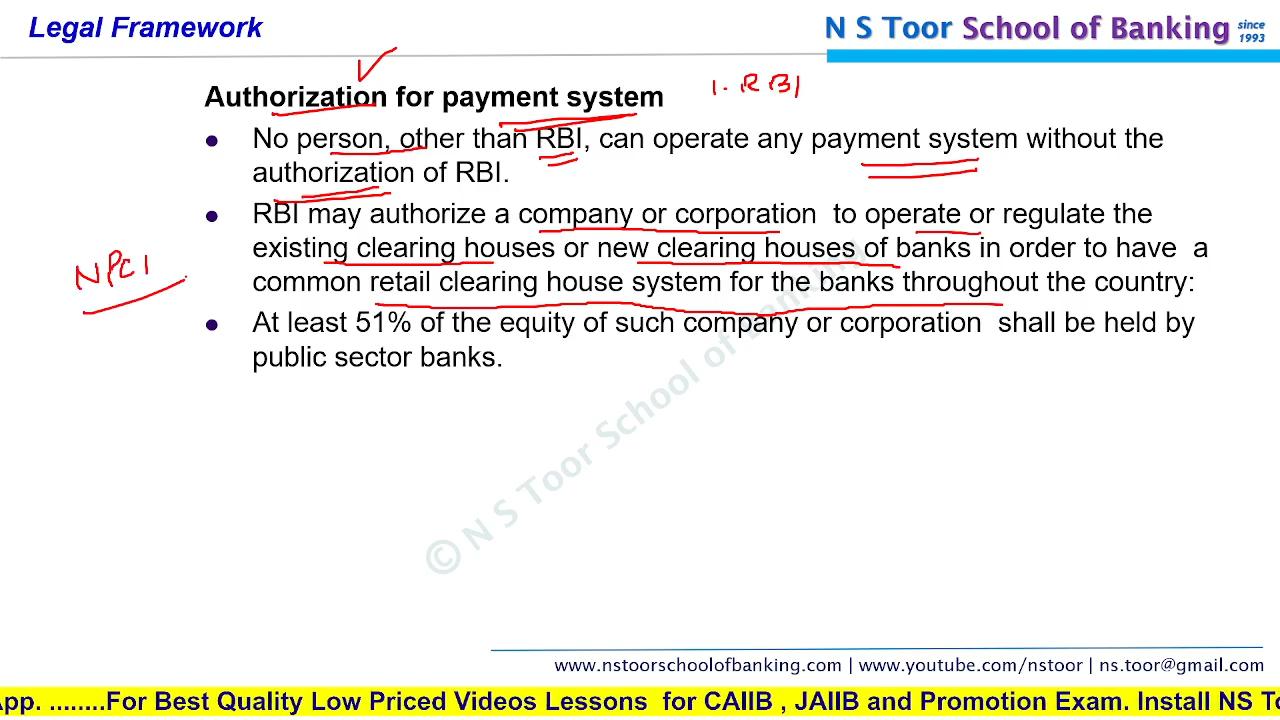 Legal Framework
N S Toor School of Banking since 1993
Authorization for payment system
1. RBI
• No person, other than RBI, can operate any payment system without the
authorization of RBI.
• RBI may authorize a company or corporation to operate or regulate the
existing clearing houses or new clearing houses of banks in order to have a
common retail clearing house system for the banks throughout the country:
NPCI
• At least 51% of the equity of such company or corporation shall be held by
public sector banks.
© N S Toor School of Banking
www.nstoorschoolofbanking.com | www.youtube.com/nstoor | ns.toor@gmail.com
App. ........For Best Quality Low Priced Videos Lessons for CAIIB , JAIIB and Promotion Exam. Install NS To